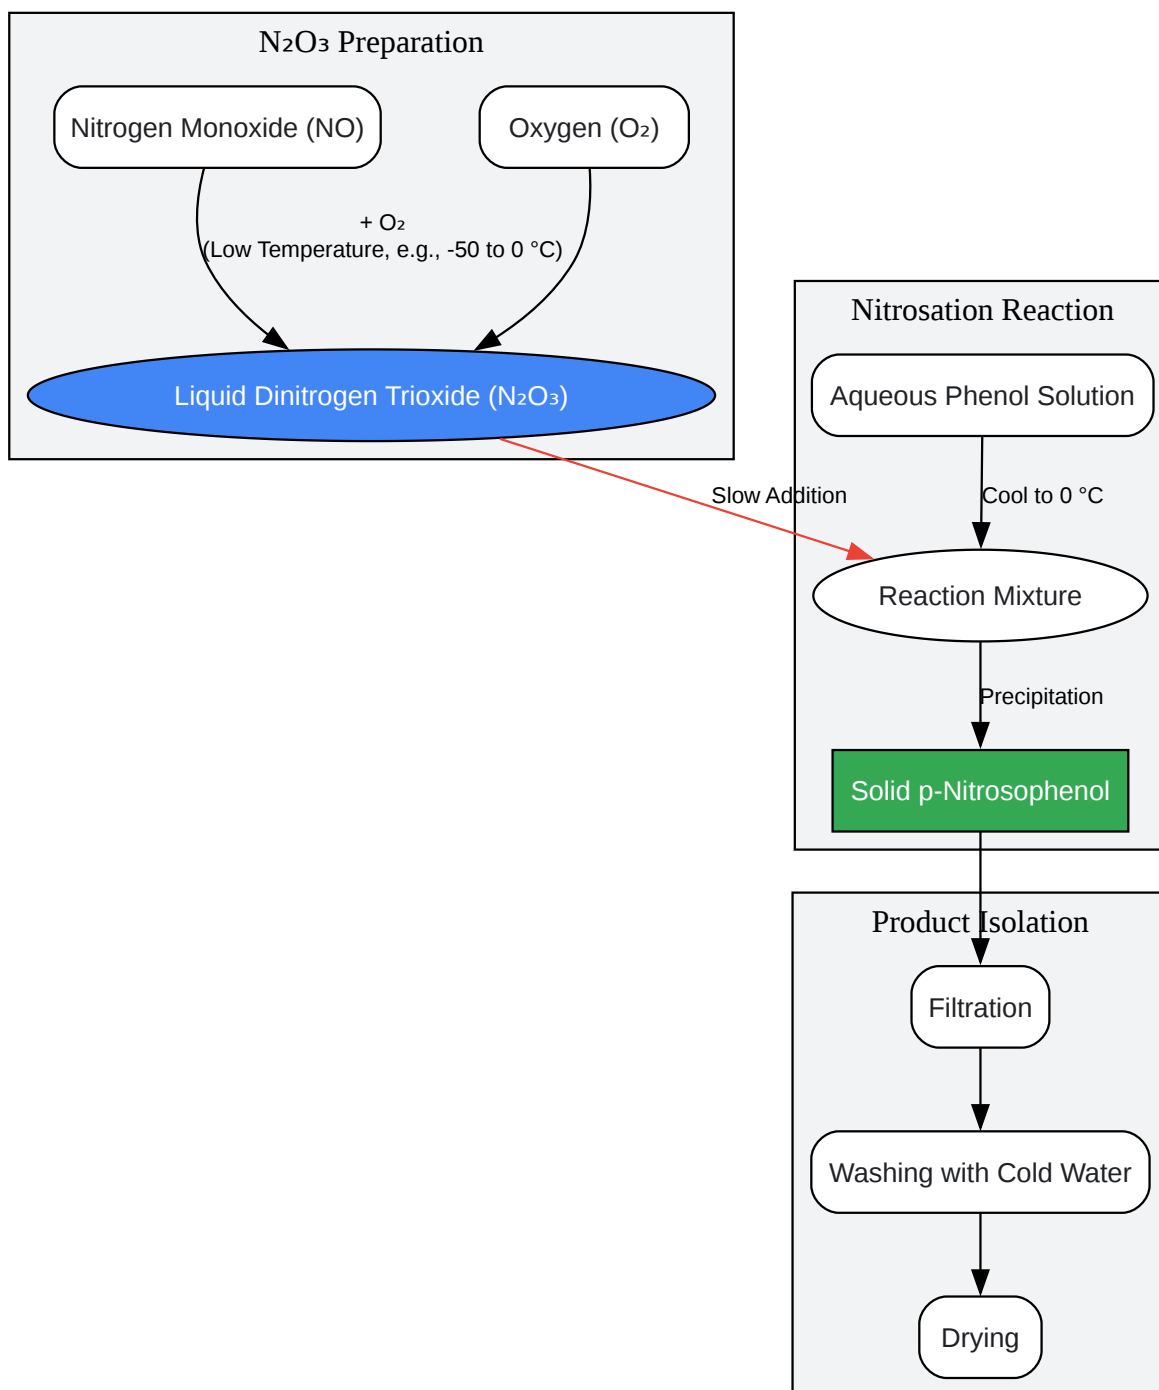 N₂O₃ Preparation
Nitrogen Monoxide (NO)
Oxygen (O₂)
+ O₂
(Low Temperature, e.g., -50 to 0 °C)
Liquid Dinitrogen Trioxide (N₂O₃)
Nitrosation Reaction
Aqueous Phenol Solution
Slow Addition
Cool to 0 °C
Reaction Mixture
Precipitation
Solid p-Nitrosophenol
Product Isolation
Filtration
Washing with Cold Water
Drying